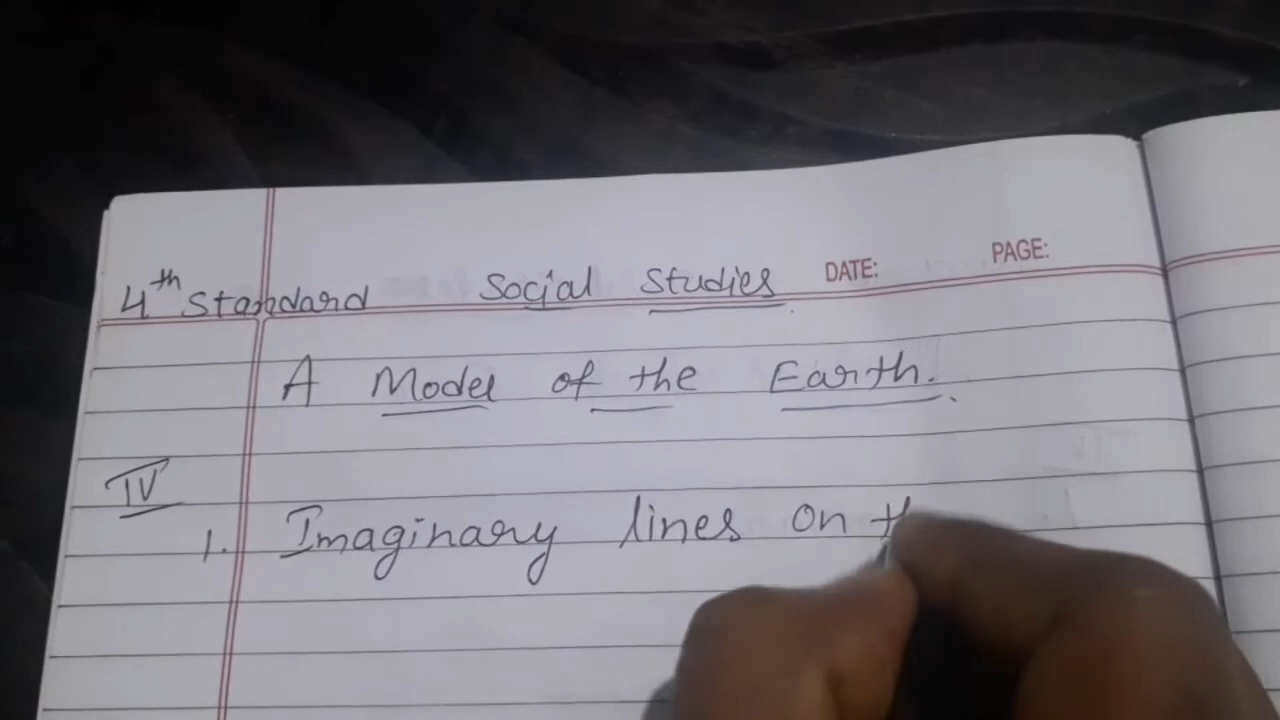 4th Standard Social Studies DATE: PAGE:
A Model of the Earth.
IV
1. Imaginary lines on